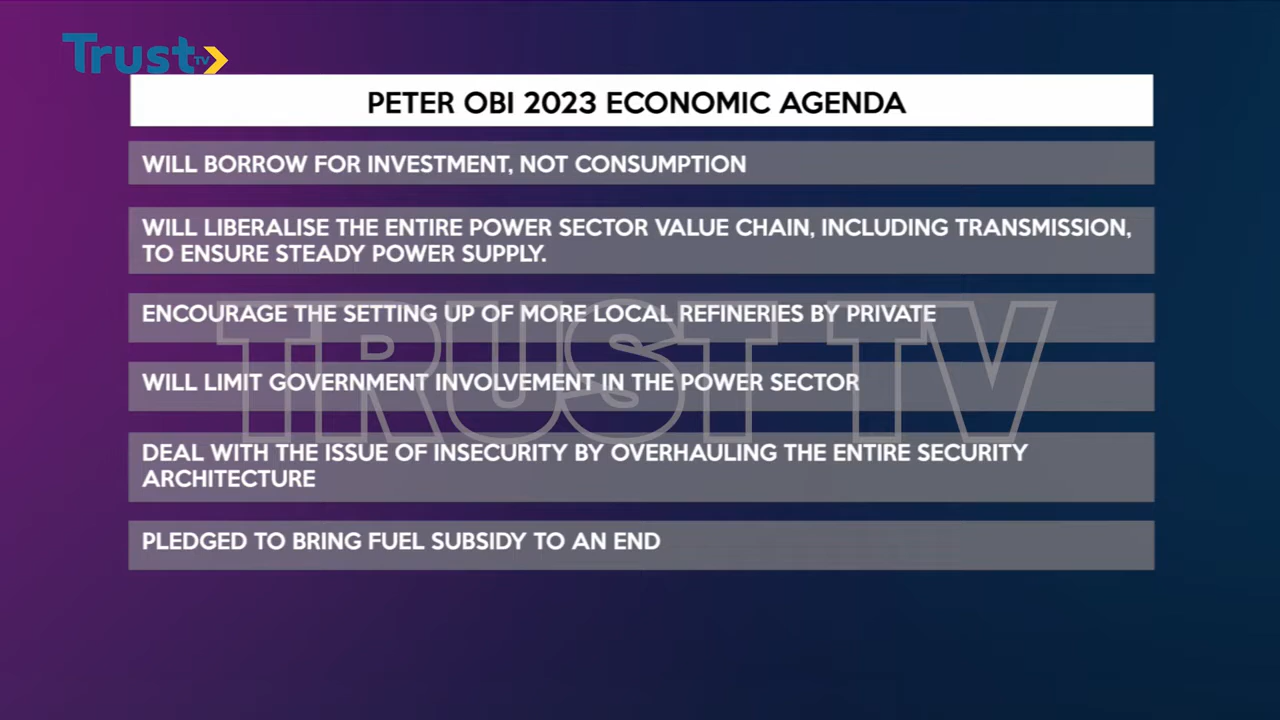 Trust TV
PETER OBI 2023 ECONOMIC AGENDA
WILL BORROW FOR INVESTMENT, NOT CONSUMPTION
WILL LIBERALISE THE ENTIRE POWER SECTOR VALUE CHAIN, INCLUDING TRANSMISSION,
TO ENSURE STEADY POWER SUPPLY.
ENCOURAGE THE SETTING UP OF MORE LOCAL REFINERIES BY PRIVATE
TRUST TV
WILL LIMIT GOVERNMENT INVOLVEMENT IN THE POWER SECTOR
DEAL WITH THE ISSUE OF INSECURITY BY OVERHAULING THE ENTIRE SECURITY
ARCHITECTURE
PLEDGED TO BRING FUEL SUBSIDY TO AN END